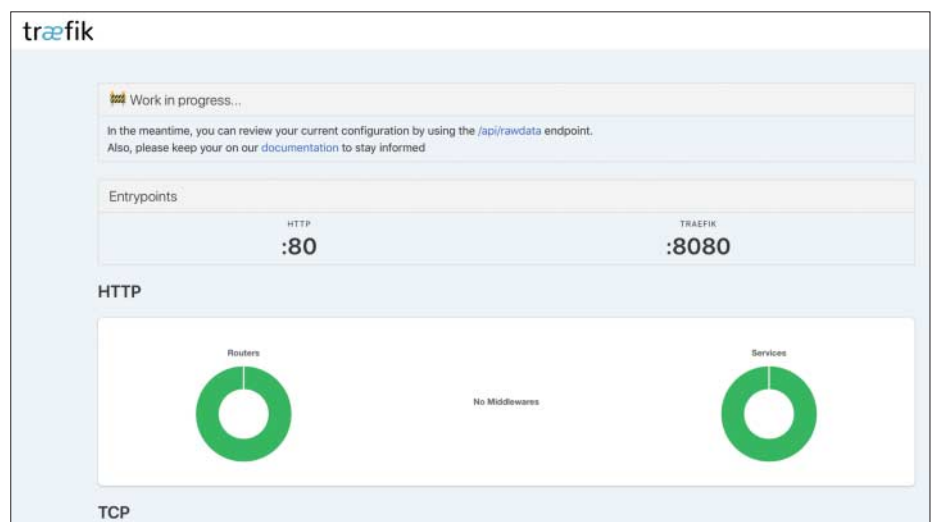 træfik
Work in progress...
In the meantime, you can review your current configuration by using the /api/rawdata endpoint.
Also, please keep your on our documentation to stay informed
Entrypoints
HTTP TRAEFIK
:80 :8080
HTTP
Routers Services
No Middlewares
TCP